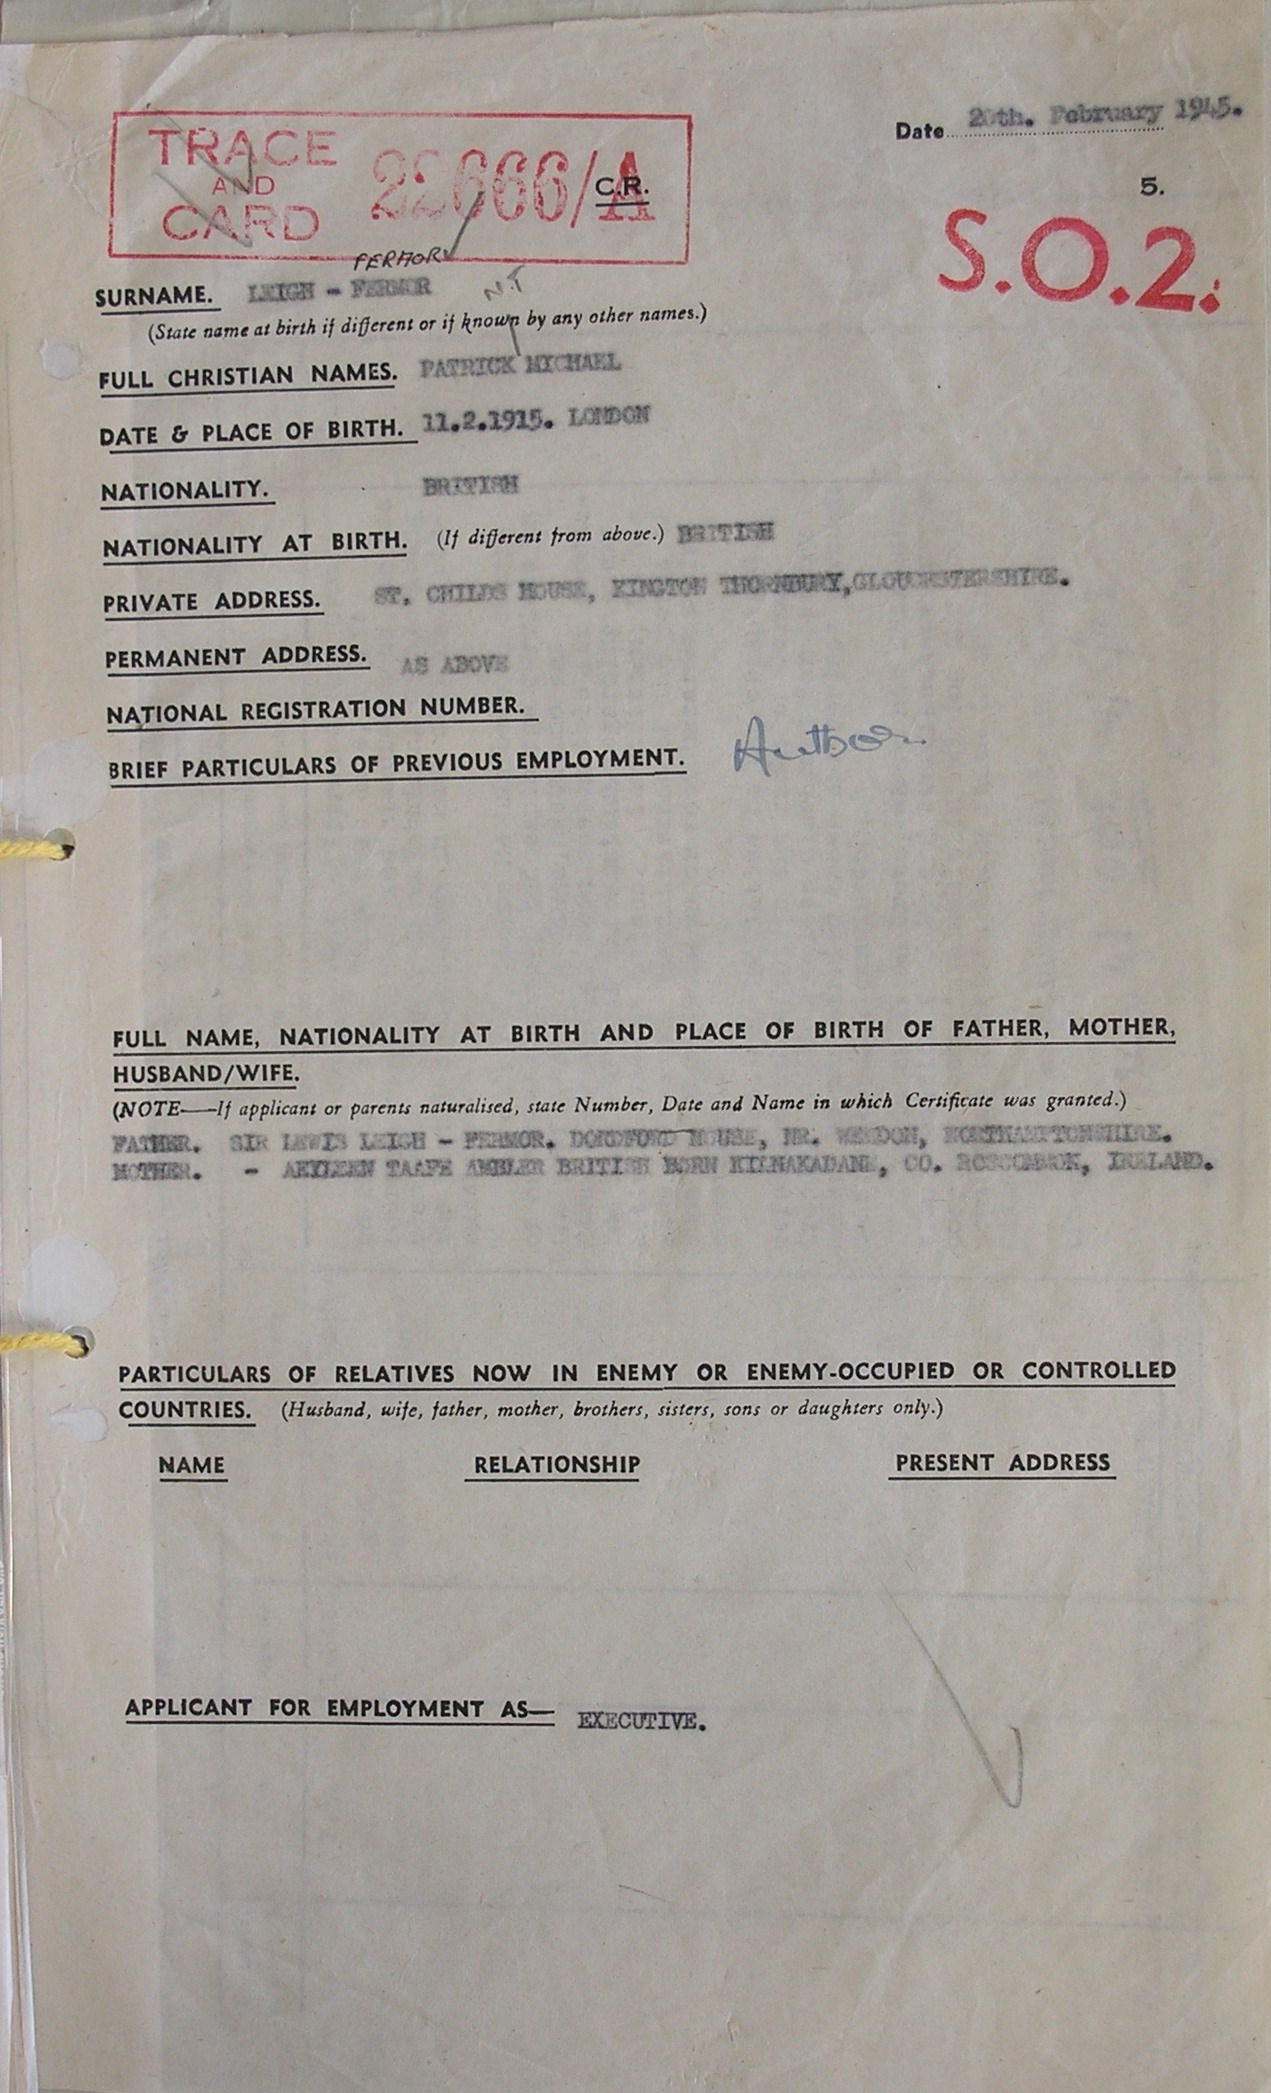 Date 20th. February 1945.
TRACE
AND
CARD
22666/A
C.R.
5.
S.O.2.
FERMOR
SURNAME. LEIGH - FERMOR N.T
(State name at birth if different or if known by any other names.)
FULL CHRISTIAN NAMES. PATRICK MICHAEL
DATE & PLACE OF BIRTH. 11.2.1915. LONDON
NATIONALITY. BRITISH
NATIONALITY AT BIRTH. (If different from above.) BRITISH
PRIVATE ADDRESS. ST. CHILDS HOUSE, KINGTON THORNBURY, GLOUCESTERSHIRE.
PERMANENT ADDRESS. AS ABOVE
NATIONAL REGISTRATION NUMBER.
BRIEF PARTICULARS OF PREVIOUS EMPLOYMENT. Author
FULL NAME, NATIONALITY AT BIRTH AND PLACE OF BIRTH OF FATHER, MOTHER,
HUSBAND/WIFE.
(NOTE—If applicant or parents naturalised, state Number, Date and Name in which Certificate was granted.)
FATHER. SIR LEWIS LEIGH - FERMOR. HOUSE, NR. NORTHAMPTONSHIRE.
MOTHER. - TAAFE AMBLER BRITISH BORN CO. IRELAND.
PARTICULARS OF RELATIVES NOW IN ENEMY OR ENEMY-OCCUPIED OR CONTROLLED
COUNTRIES. (Husband, wife, father, mother, brothers, sisters, sons or daughters only.)
NAME RELATIONSHIP PRESENT ADDRESS
APPLICANT FOR EMPLOYMENT AS— EXECUTIVE.